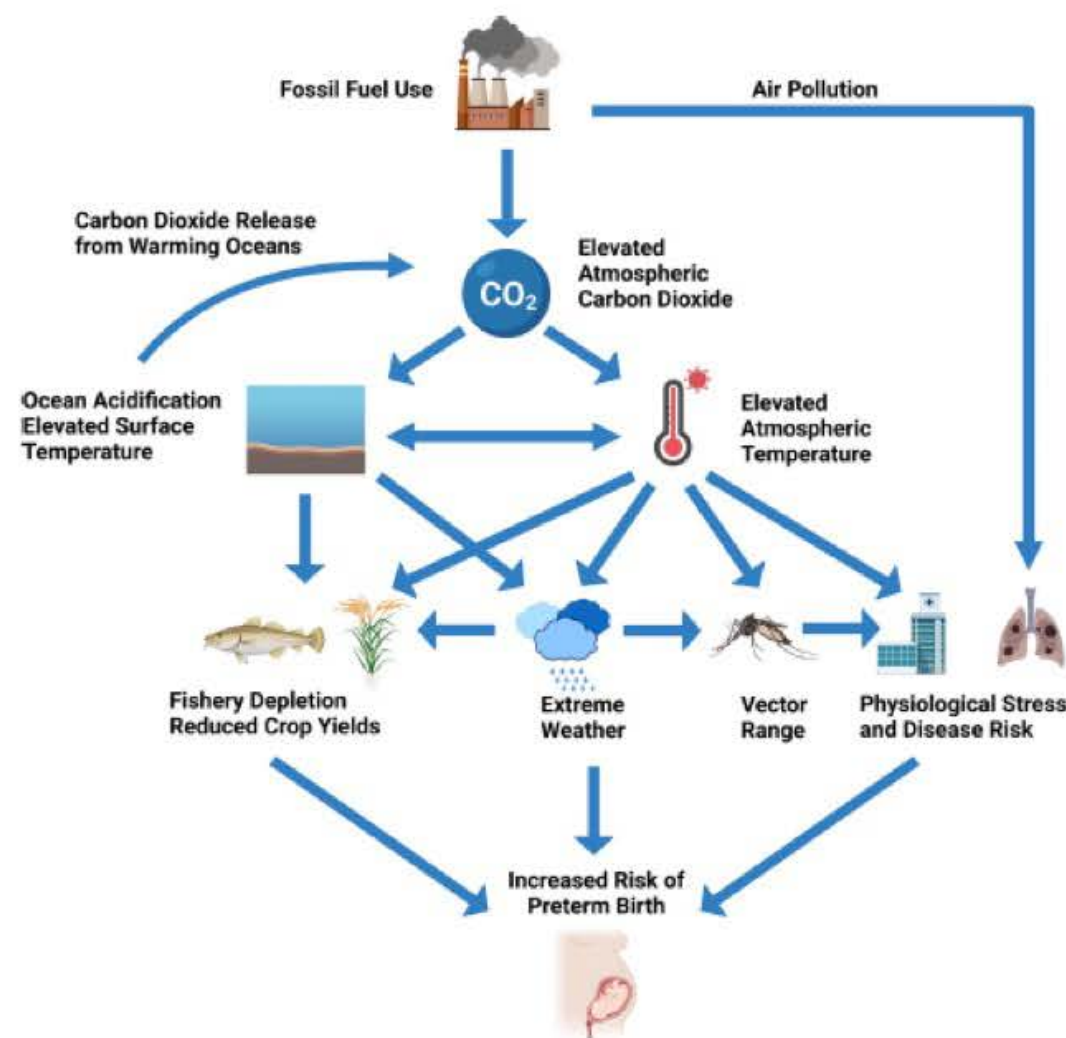 Fossil Fuel Use
Air Pollution
Carbon Dioxide Release
from Warming Oceans
Elevated
Atmospheric
Carbon Dioxide
CO₂
Ocean Acidification
Elevated Surface
Temperature
Elevated
Atmospheric
Temperature
Fishery Depletion
Reduced Crop Yields
Extreme
Weather
Vector
Range
Physiological Stress
and Disease Risk
Increased Risk of
Preterm Birth